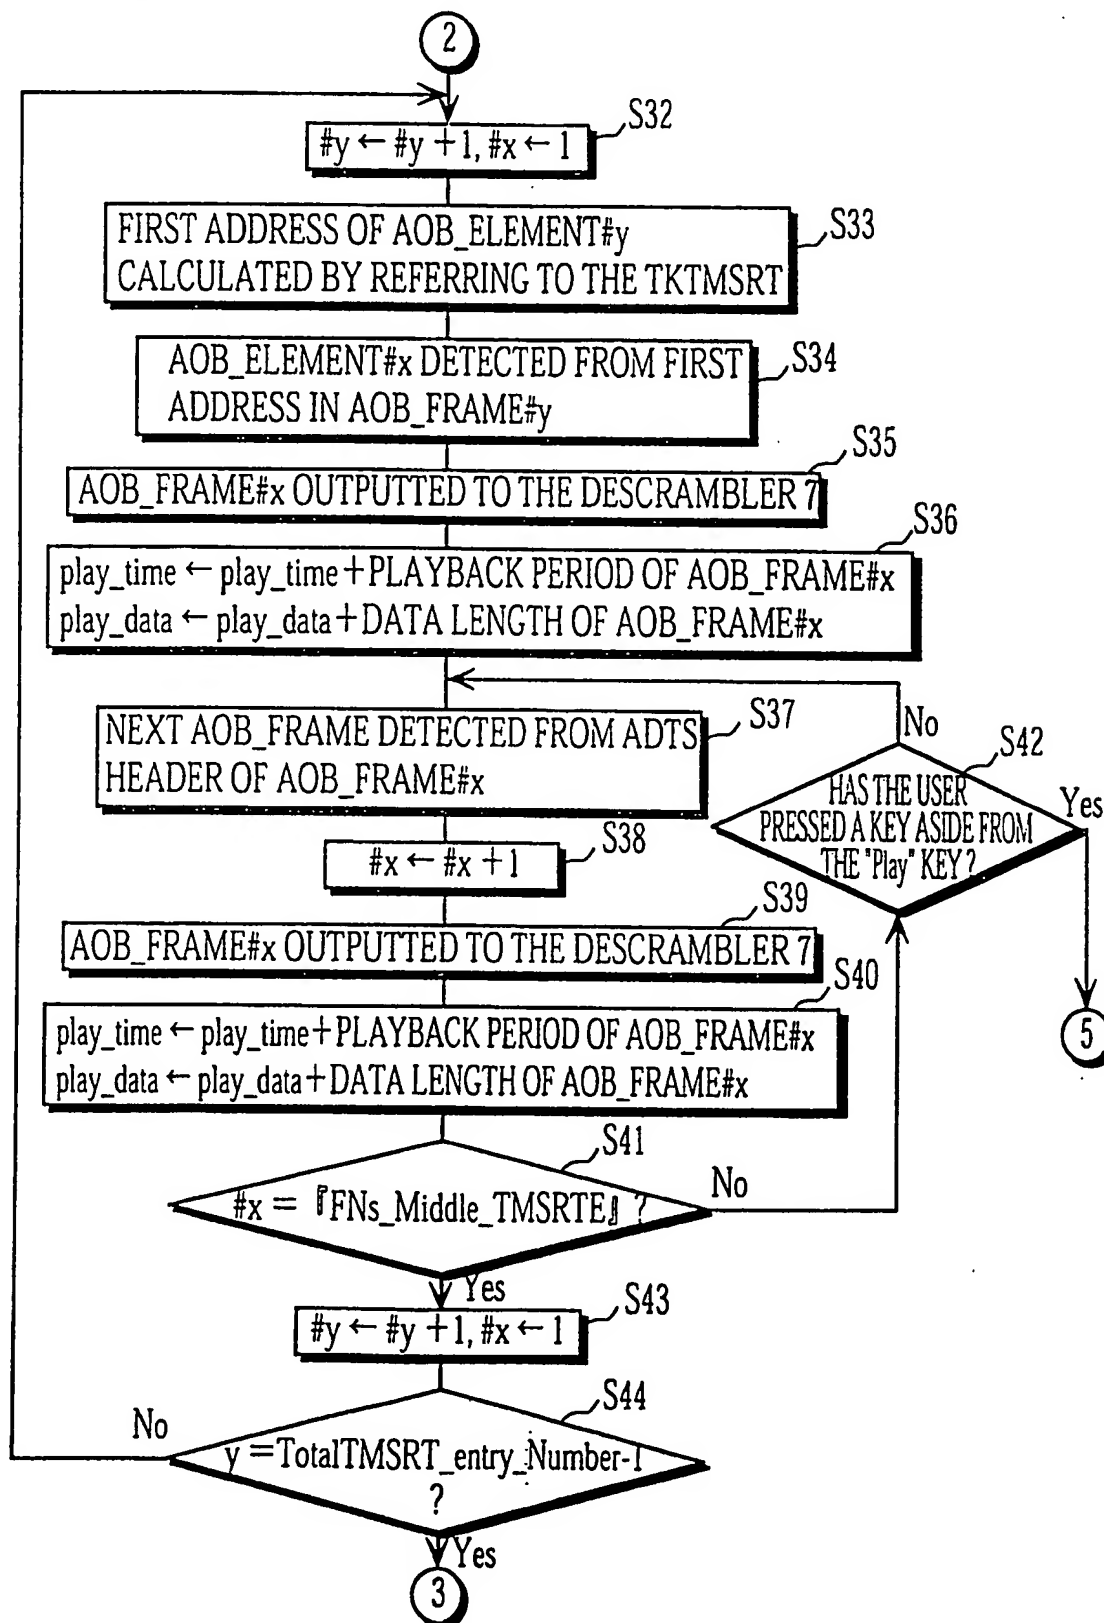 2
S32
#y ← #y + 1, #x ← 1
S33
FIRST ADDRESS OF AOB_ELEMENT#y
CALCULATED BY REFERRING TO THE TKTMSRT
S34
AOB_ELEMENT#x DETECTED FROM FIRST
ADDRESS IN AOB_FRAME#y
S35
AOB_FRAME#x OUTPUTTED TO THE DESCRAMBLER 7
S36
play_time ← play_time+PLAYBACK PERIOD OF AOB_FRAME#x
play_data ← play_data+DATA LENGTH OF AOB_FRAME#x
S37
NEXT AOB_FRAME DETECTED FROM ADTS
HEADER OF AOB_FRAME#x
No
S42
HAS THE USER
PRESSED A KEY ASIDE FROM
THE "Play" KEY ?
Yes
S38
#x ← #x + 1
S39
AOB_FRAME#x OUTPUTTED TO THE DESCRAMBLER 7
S40
play_time ← play_time+PLAYBACK PERIOD OF AOB_FRAME#x
play_data ← play_data+DATA LENGTH OF AOB_FRAME#x
5
S41
#x = 『FNs_Middle_TMSRTE』 ?
No
Yes
S43
#y ← #y + 1, #x ← 1
S44
No
y =TotalTMSRT_entry_Number-1
?
Yes
3